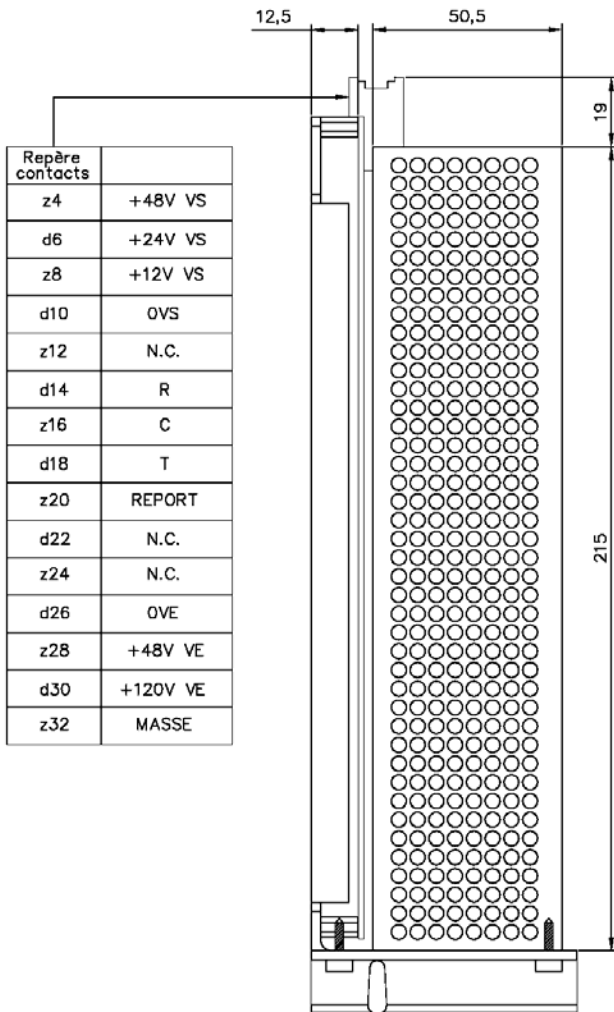 12,5
50,5
19
Repère
contacts
z4 +48V VS
d6 +24V VS
z8 +12V VS
d10 0VS
z12 N.C.
d14 R
z16 C
d18 T
z20 REPORT
d22 N.C.
z24 N.C.
d26 0VE
z28 +48V VE
d30 +120V VE
z32 MASSE
215